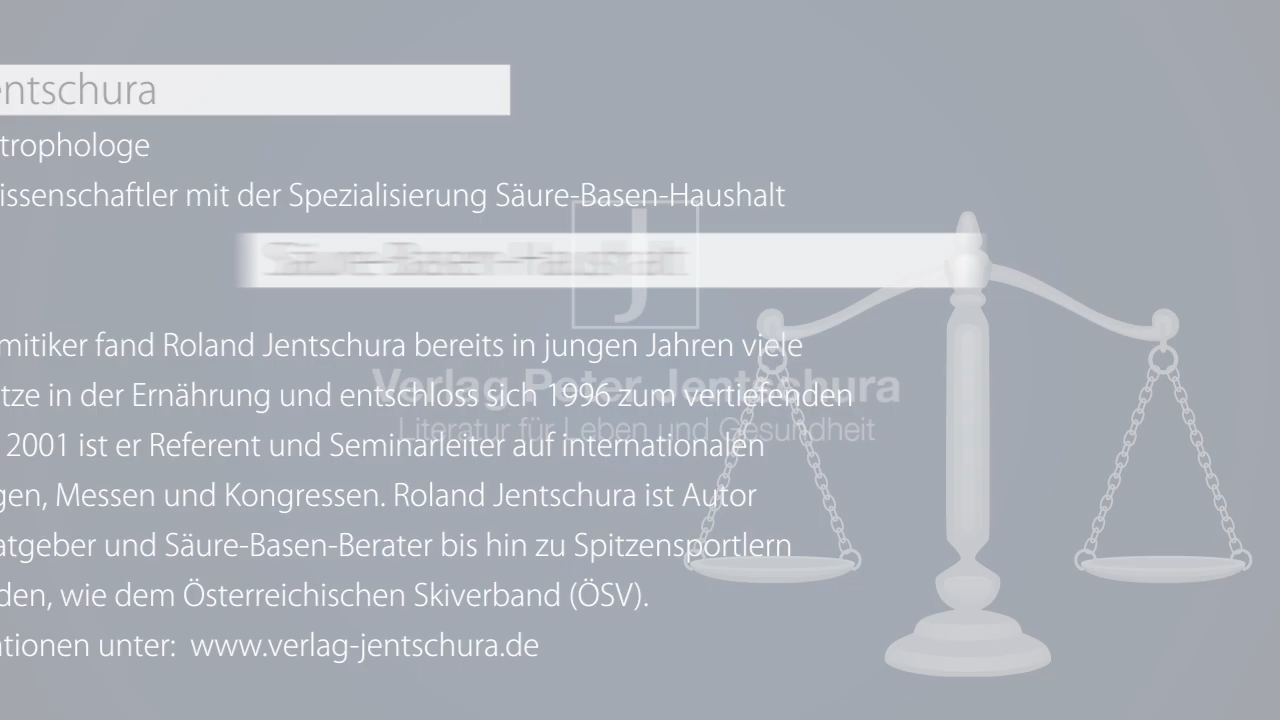 entschura
trophologe
issenschaftler mit der Spezialisierung Säure-Basen-Haushalt
Säure-Basen-Haushalt
J
mitiker fand Roland Jentschura bereits in jungen Jahren viele
Verlag Peter Jentschura
tze in der Ernährung und entschloss sich 1996 zum vertiefenden
Literatur für Leben und Gesundheit
2001 ist er Referent und Seminarleiter auf internationalen
gen, Messen und Kongressen. Roland Jentschura ist Autor
atgeber und Säure-Basen-Berater bis hin zu Spitzensportlern
den, wie dem Österreichischen Skiverband (ÖSV).
ationen unter: www.verlag-jentschura.de